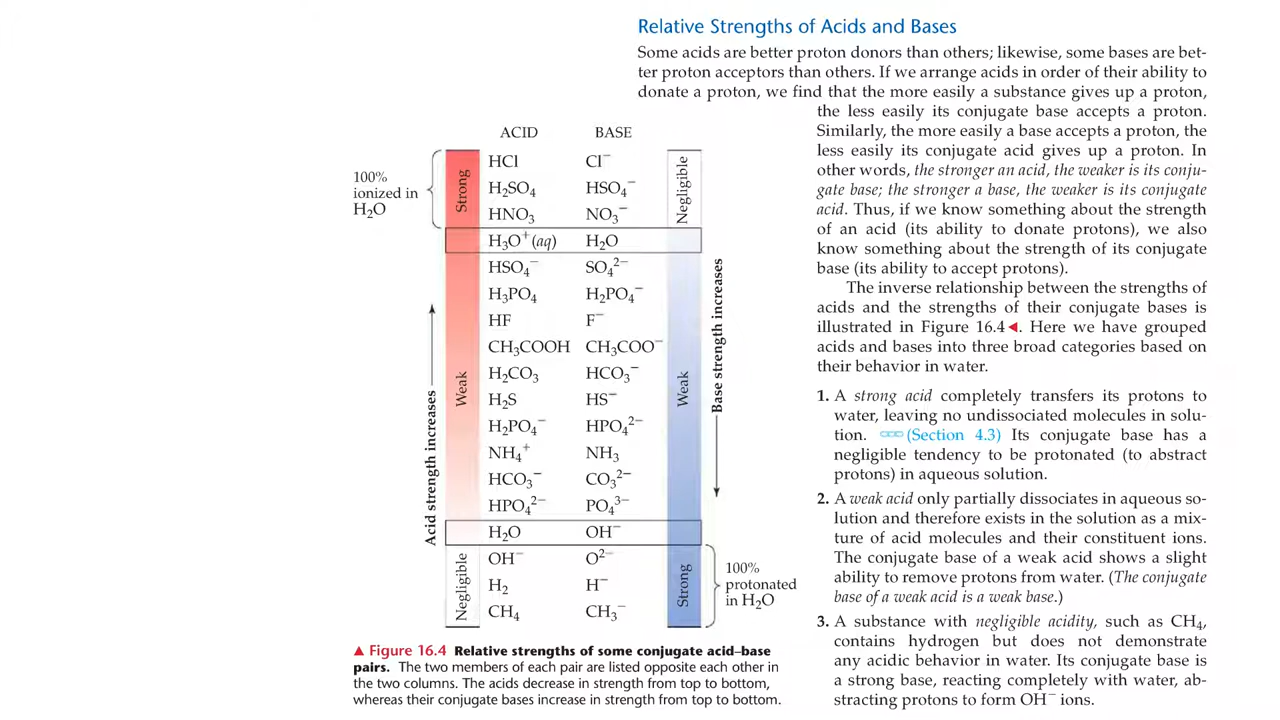 Relative Strengths of Acids and Bases
Some acids are better proton donors than others; likewise, some bases are bet-
ter proton acceptors than others. If we arrange acids in order of their ability to
donate a proton, we find that the more easily a substance gives up a proton,
the less easily its conjugate base accepts a proton.
Similarly, the more easily a base accepts a proton, the
less easily its conjugate acid gives up a proton. In
other words, the stronger an acid, the weaker is its conju-
gate base; the stronger a base, the weaker is its conjugate
acid. Thus, if we know something about the strength
of an acid (its ability to donate protons), we also
know something about the strength of its conjugate
base (its ability to accept protons).
The inverse relationship between the strengths of
acids and the strengths of their conjugate bases is
illustrated in Figure 16.4◄. Here we have grouped
acids and bases into three broad categories based on
their behavior in water.
1. A strong acid completely transfers its protons to
water, leaving no undissociated molecules in solu-
tion. (Section 4.3) Its conjugate base has a
negligible tendency to be protonated (to abstract
protons) in aqueous solution.
2. A weak acid only partially dissociates in aqueous so-
lution and therefore exists in the solution as a mix-
ture of acid molecules and their constituent ions.
The conjugate base of a weak acid shows a slight
ability to remove protons from water. (The conjugate
base of a weak acid is a weak base.)
3. A substance with negligible acidity, such as CH₄,
contains hydrogen but does not demonstrate
any acidic behavior in water. Its conjugate base is
a strong base, reacting completely with water, ab-
stracting protons to form OH⁻ ions.
ACID BASE
HCl Cl⁻
H₂SO₄ HSO₄⁻
HNO₃ NO₃⁻
H₃O⁺(aq) H₂O
HSO₄⁻ SO₄²⁻
H₃PO₄ H₂PO₄⁻
HF F⁻
CH₃COOH CH₃COO⁻
H₂CO₃ HCO₃⁻
H₂S HS⁻
H₂PO₄⁻ HPO₄²⁻
NH₄⁺ NH₃
HCO₃⁻ CO₃²⁻
HPO₄²⁻ PO₄³⁻
H₂O OH⁻
OH⁻ O²⁻
H₂ H⁻
CH₄ CH₃⁻
100%
ionized in
H₂O
Strong
Weak
Negligible
Acid strength increases
Negligible
Weak
Strong
Base strength increases
100%
protonated
in H₂O
▲ Figure 16.4 Relative strengths of some conjugate acid–base
pairs. The two members of each pair are listed opposite each other in
the two columns. The acids decrease in strength from top to bottom,
whereas their conjugate bases increase in strength from top to bottom.